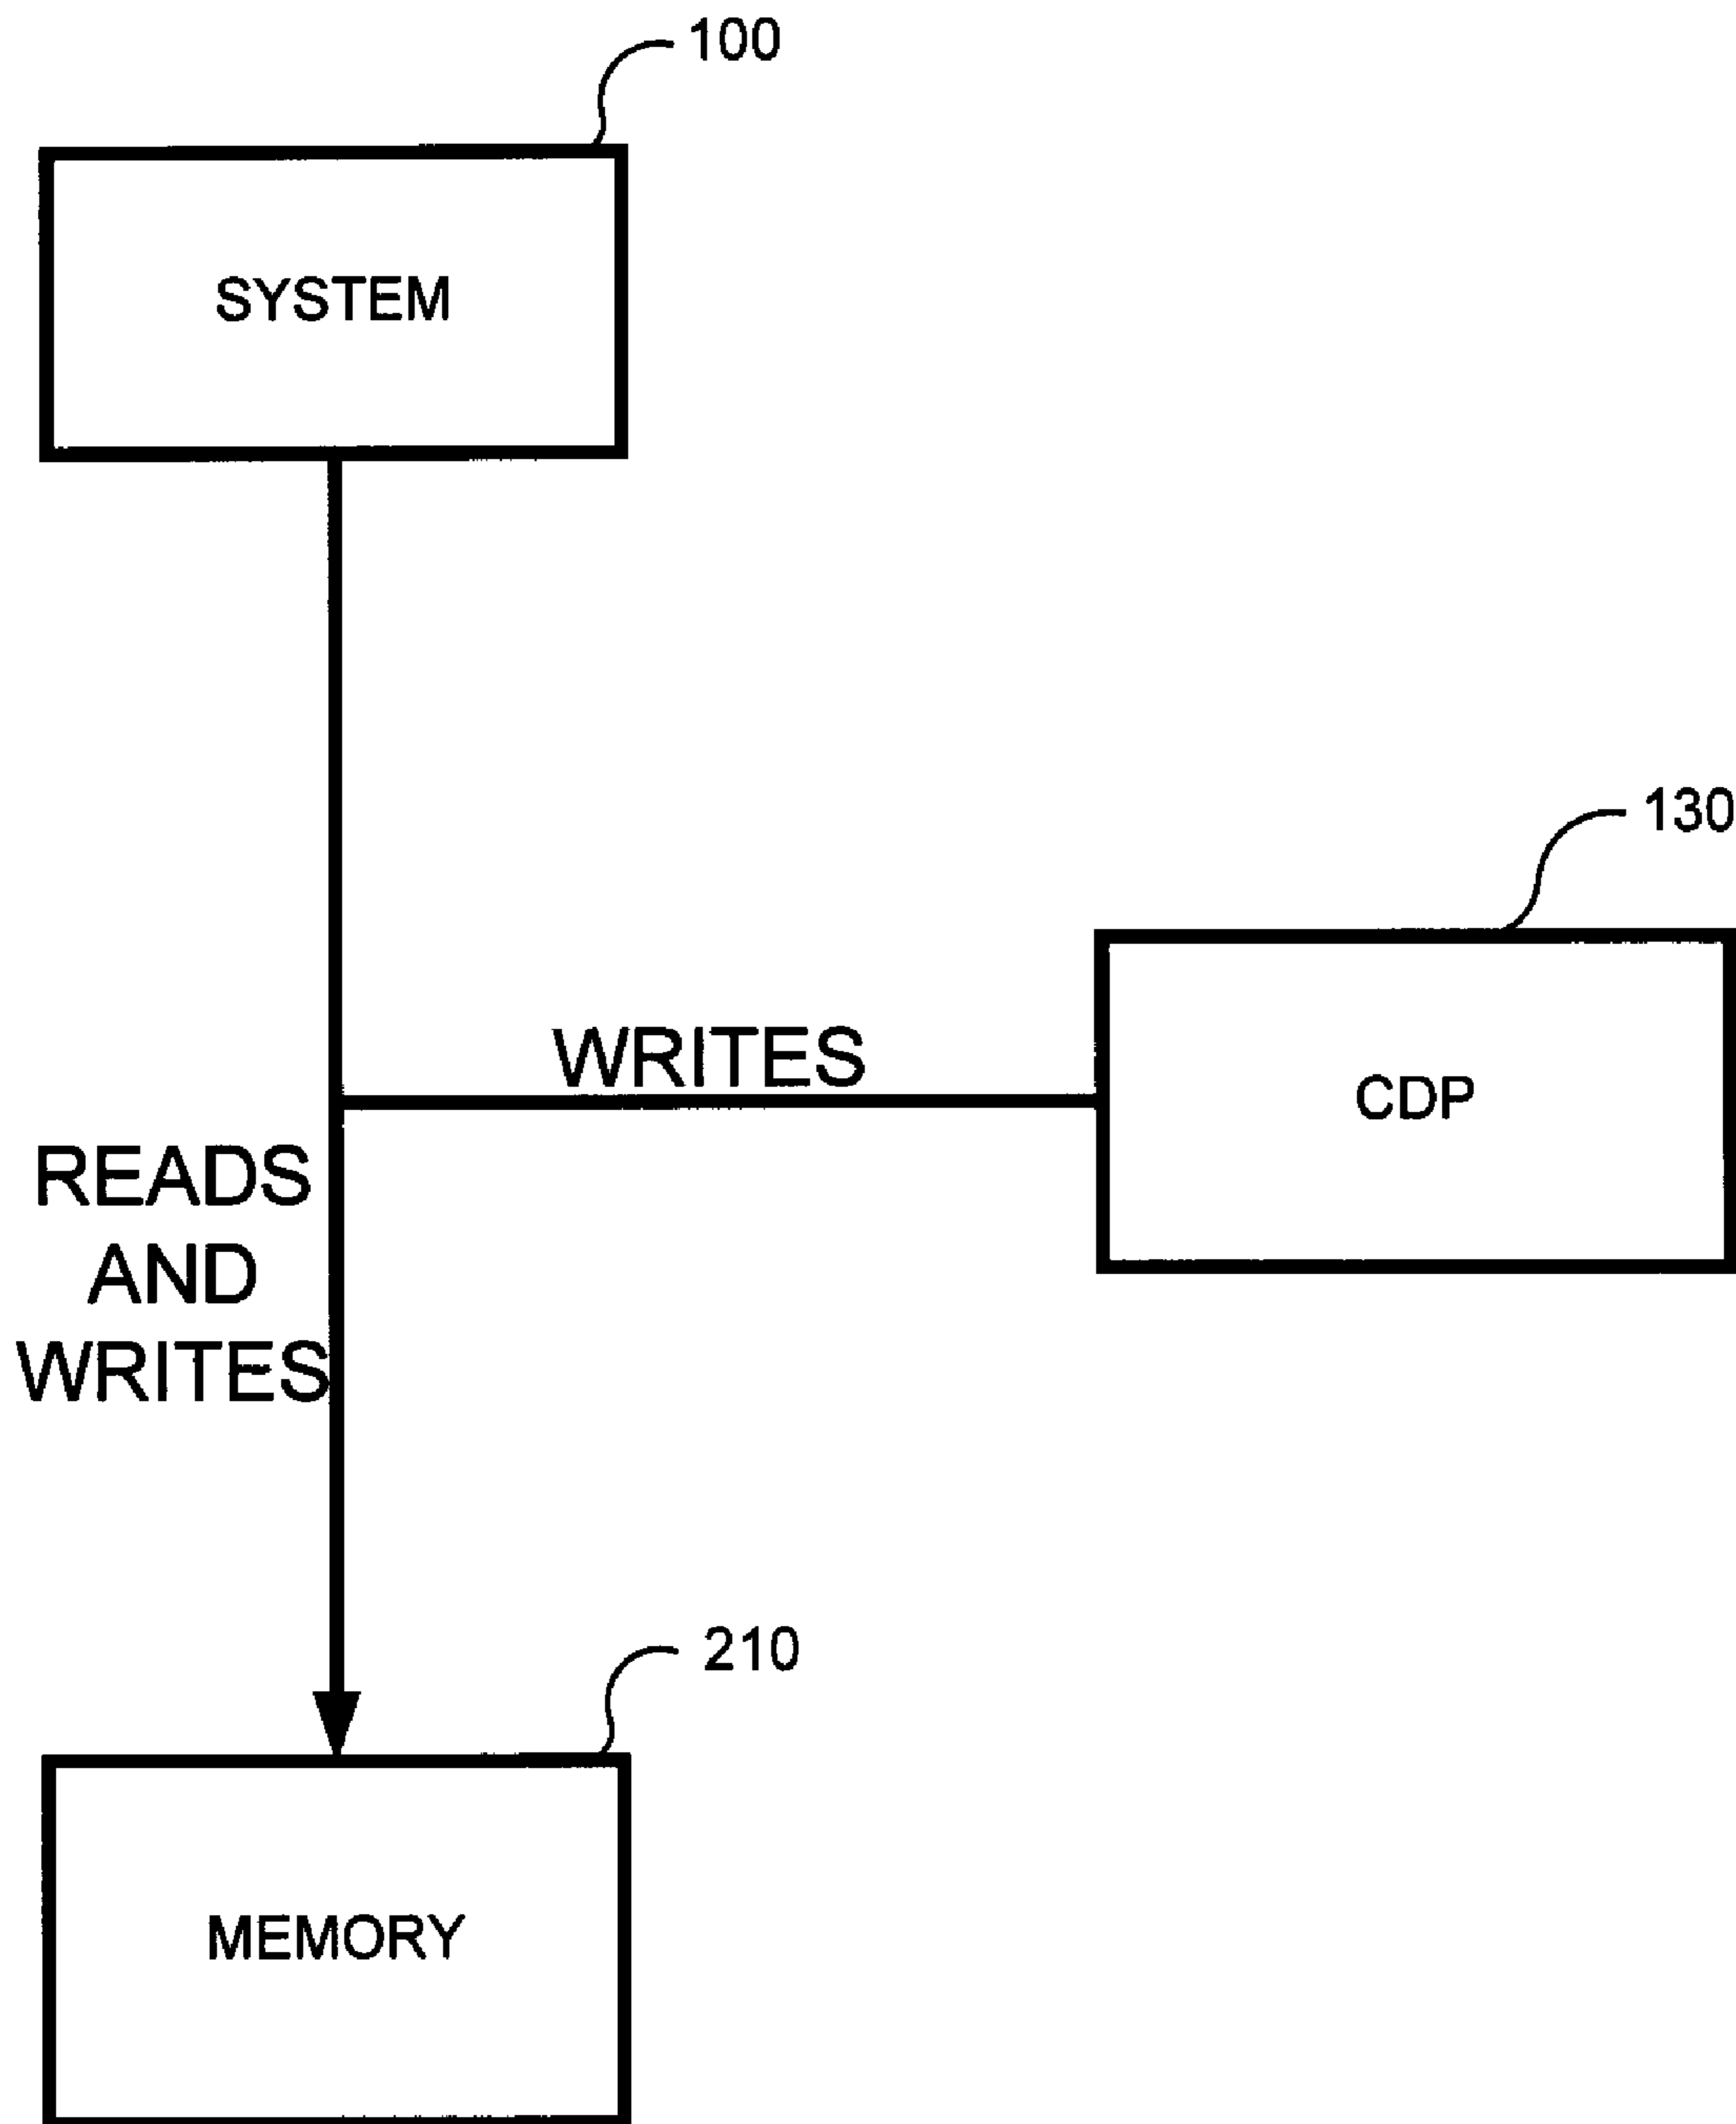 100
SYSTEM
130
WRITES
CDP
READS
AND
WRITES
210
MEMORY